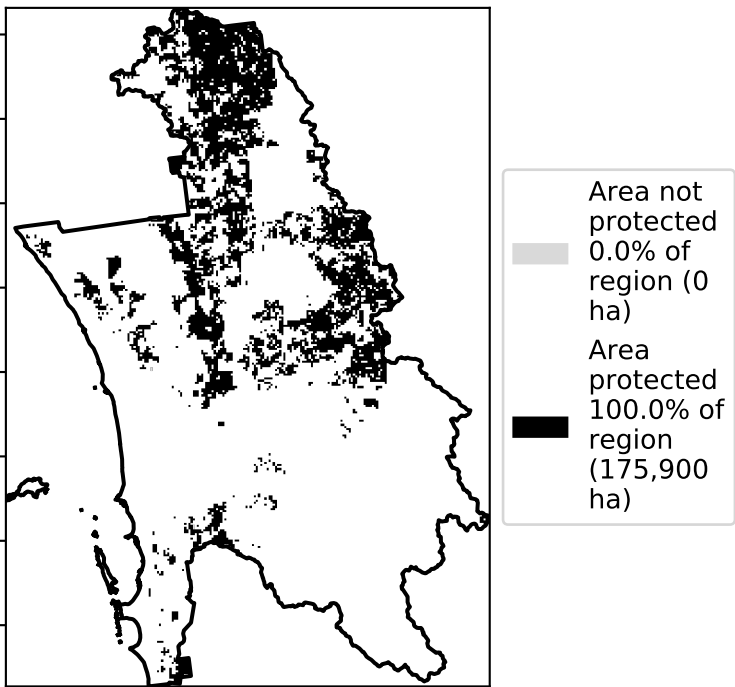 Area not
protected
0.0% of
region (0
ha)
Area
protected
100.0% of
region
(175,900
ha)